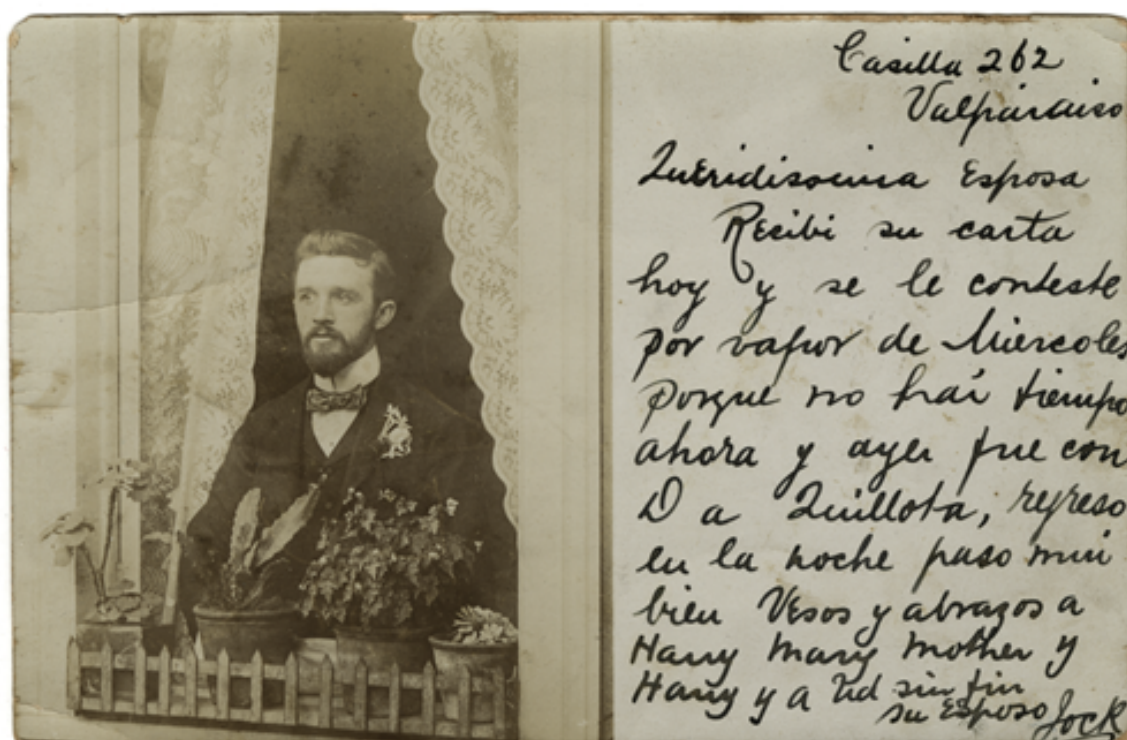 Casilla 262
Valparaiso
Queridissima Esposa
Recibi su carta
hoy y se le conteste
por vapor de Miercoles
porque no hai tiempo
ahora y ayer fue con
D a Quillota, regreso
en la noche paso mui
bien Vesos y abrazos a
Harry Mary Mother y
Harry y a Ud sin fin
su Esposo Jock